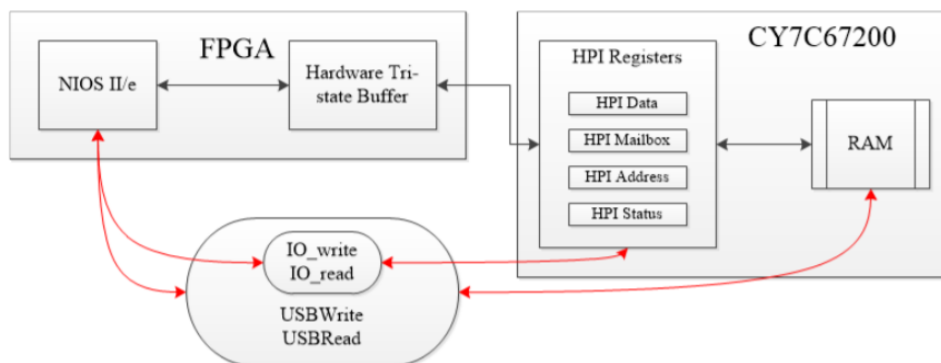 FPGA
NIOS II/e
Hardware Tri-
state Buffer
CY7C67200
HPI Registers
HPI Data
HPI Mailbox
HPI Address
HPI Status
RAM
IO_write
IO_read
USBWrite
USBRead